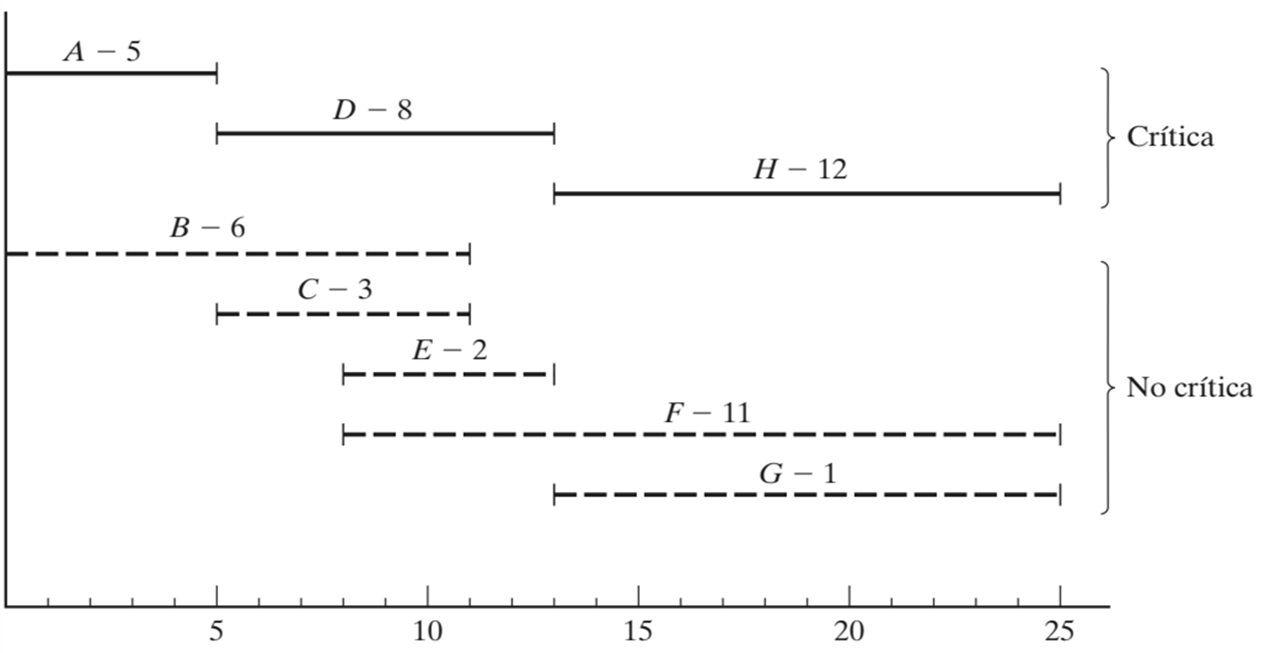 A – 5
D – 8
Crítica
H – 12
B – 6
C – 3
E – 2
No crítica
F – 11
G – 1
5 10 15 20 25